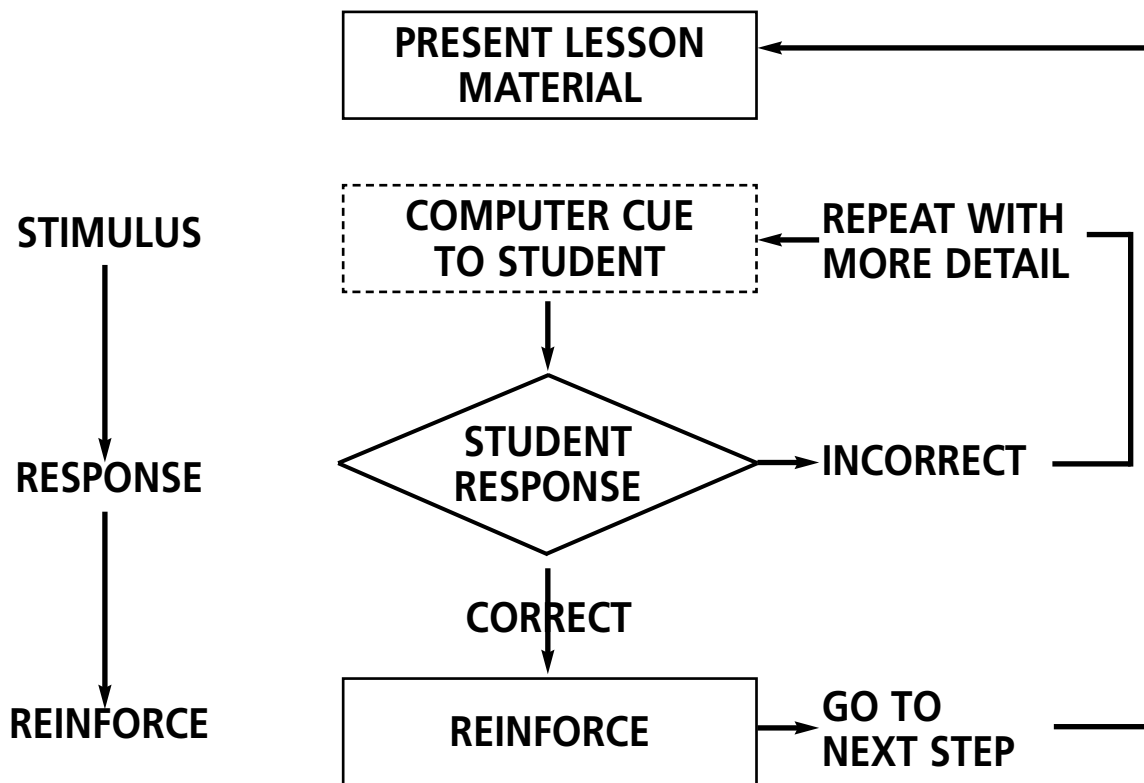 PRESENT LESSON
MATERIAL
STIMULUS
COMPUTER CUE
TO STUDENT
REPEAT WITH
MORE DETAIL
RESPONSE
STUDENT
RESPONSE
INCORRECT
CORRECT
REINFORCE
REINFORCE
GO TO
NEXT STEP